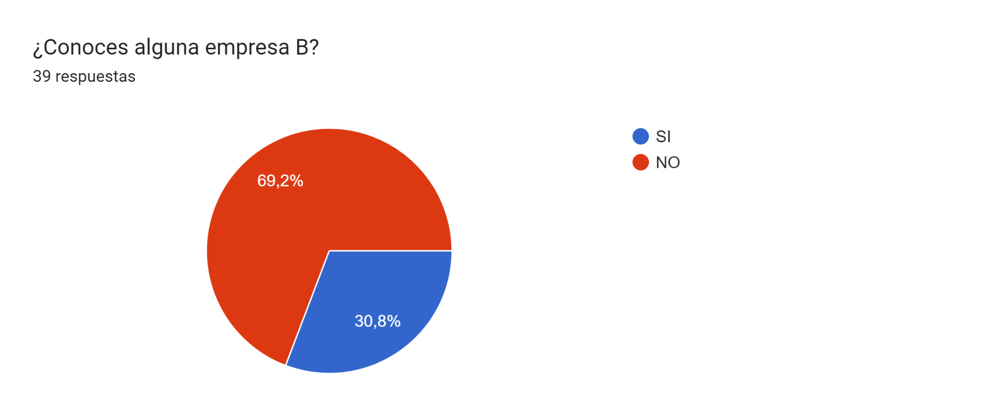 ¿Conoces alguna empresa B?
39 respuestas
SI
NO
69,2%
30,8%